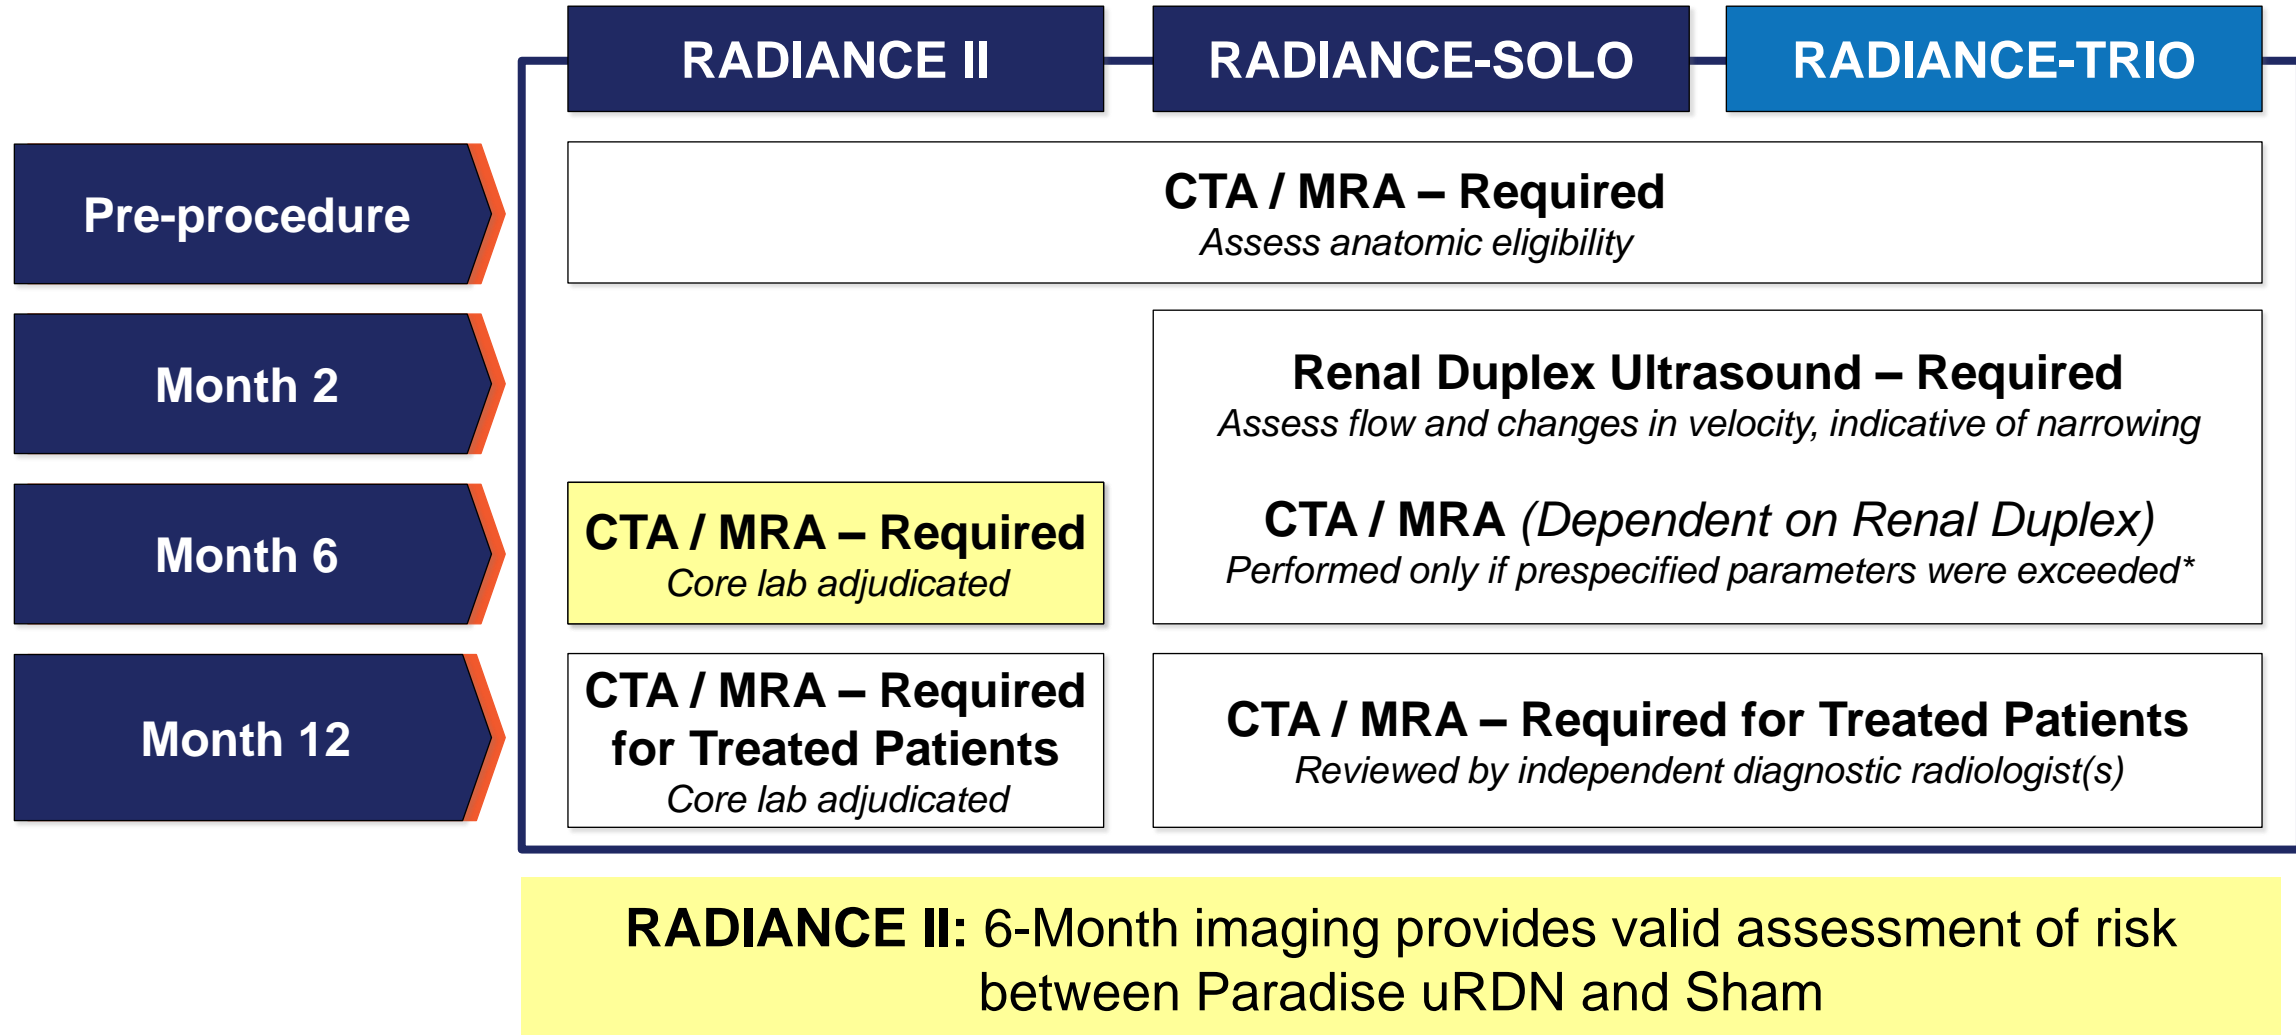 RADIANCE II
RADIANCE-SOLO
RADIANCE-TRIO
Pre-procedure
CTA / MRA – Required
Assess anatomic eligibility
Month 2
Renal Duplex Ultrasound – Required
Assess flow and changes in velocity, indicative of narrowing
Month 6
CTA / MRA – Required
Core lab adjudicated
CTA / MRA (Dependent on Renal Duplex)
Performed only if prespecified parameters were exceeded*
Month 12
CTA / MRA – Required
for Treated Patients
Core lab adjudicated
CTA / MRA – Required for Treated Patients
Reviewed by independent diagnostic radiologist(s)
RADIANCE II: 6-Month imaging provides valid assessment of risk
between Paradise uRDN and Sham